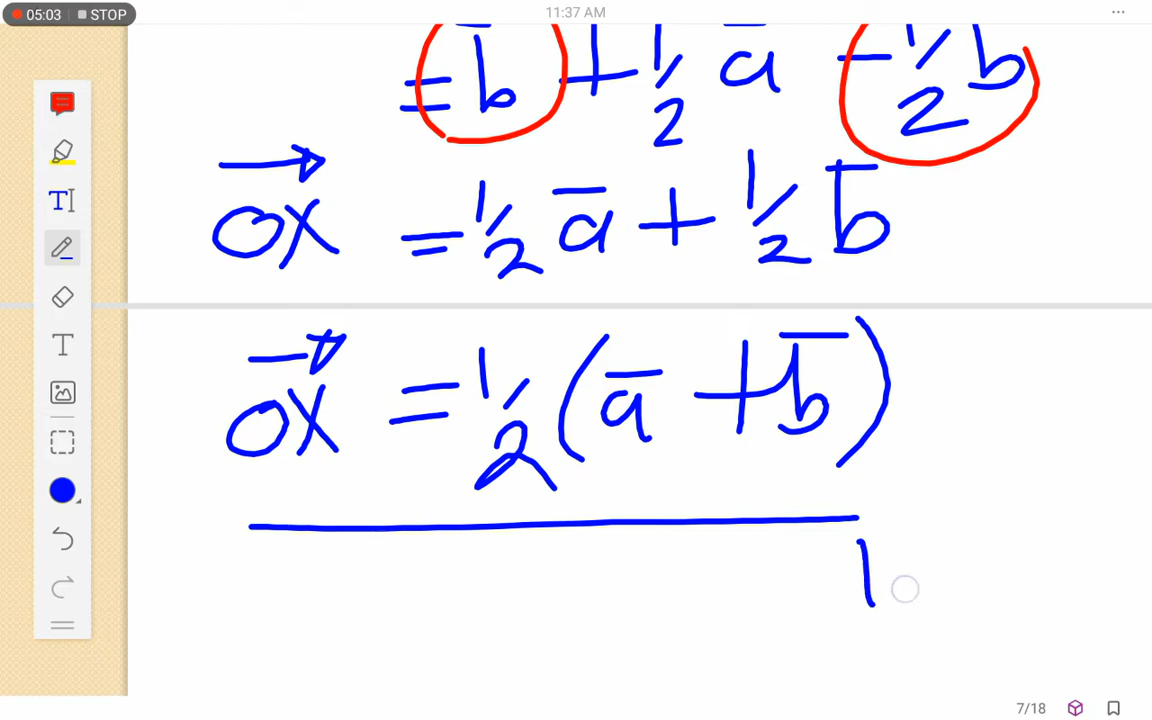 05:03 STOP 11:37 AM
= b + 1/2 a - 1/2 b
→
OX = 1/2 a̅ + 1/2 b̅
→
OX = 1/2 (a̅ + b̅)
1
7/18